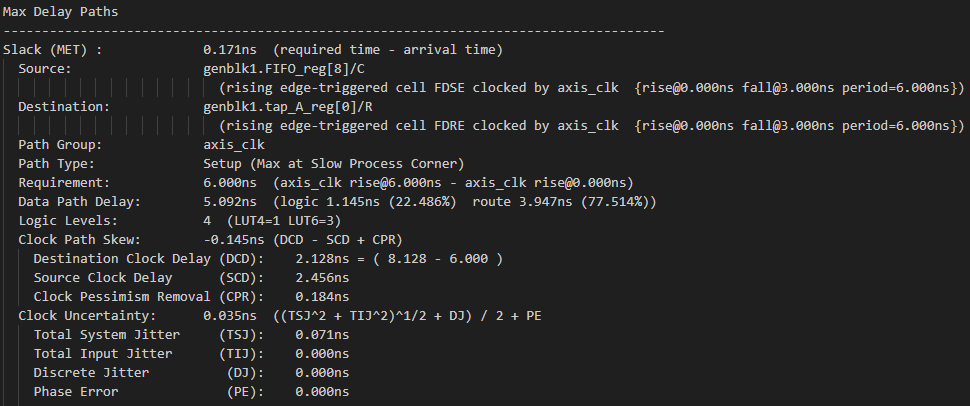 Max Delay Paths
--------------------------------------------------------------------------------------
Slack (MET) :             0.171ns  (required time - arrival time)
  Source:                 genblk1.FIFO_reg[8]/C
                            (rising edge-triggered cell FDSE clocked by axis_clk  {rise@0.000ns fall@3.000ns period=6.000ns})
  Destination:            genblk1.tap_A_reg[0]/R
                            (rising edge-triggered cell FDRE clocked by axis_clk  {rise@0.000ns fall@3.000ns period=6.000ns})
  Path Group:             axis_clk
  Path Type:              Setup (Max at Slow Process Corner)
  Requirement:            6.000ns  (axis_clk rise@6.000ns - axis_clk rise@0.000ns)
  Data Path Delay:        5.092ns  (logic 1.145ns (22.486%)  route 3.947ns (77.514%))
  Logic Levels:           4  (LUT4=1 LUT6=3)
  Clock Path Skew:        -0.145ns (DCD - SCD + CPR)
    Destination Clock Delay (DCD):    2.128ns = ( 8.128 - 6.000 )
    Source Clock Delay      (SCD):    2.456ns
    Clock Pessimism Removal (CPR):    0.184ns
  Clock Uncertainty:      0.035ns  ((TSJ^2 + TIJ^2)^1/2 + DJ) / 2 + PE
    Total System Jitter     (TSJ):    0.071ns
    Total Input Jitter      (TIJ):    0.000ns
    Discrete Jitter          (DJ):    0.000ns
    Phase Error              (PE):    0.000ns